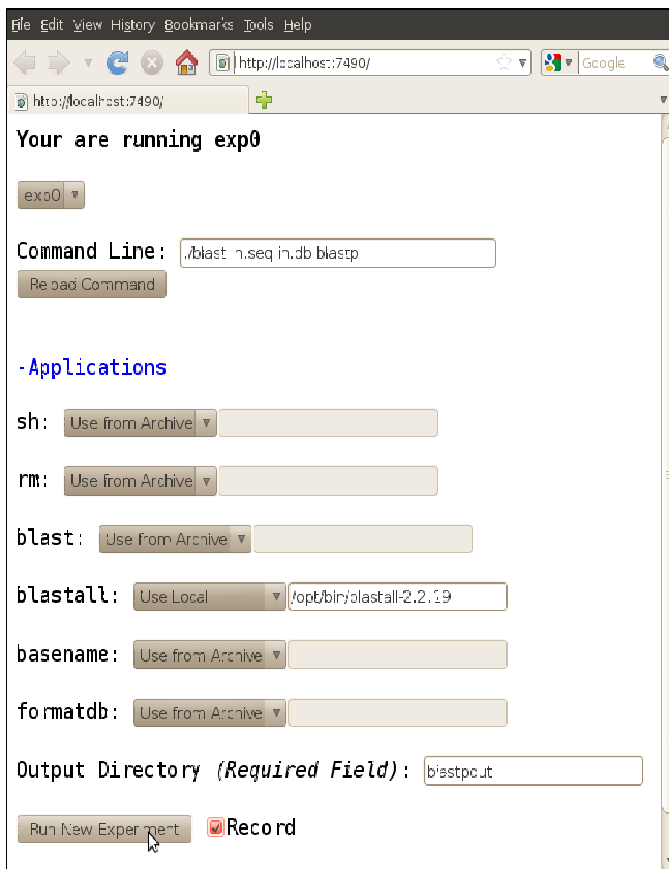 File Edit View History Bookmarks Tools Help
http://localhost:7490/ Google
http://localhost:7490/
Your are running exp0
exp0
Command Line: ./blast in.seq in.db blastp
Reload Command
-Applications
sh: Use from Archive
rm: Use from Archive
blast: Use from Archive
blastall: Use Local /opt/bin/blastall-2.2.19
basename: Use from Archive
formatdb: Use from Archive
Output Directory (Required Field): blastpout
Run New Experiment Record